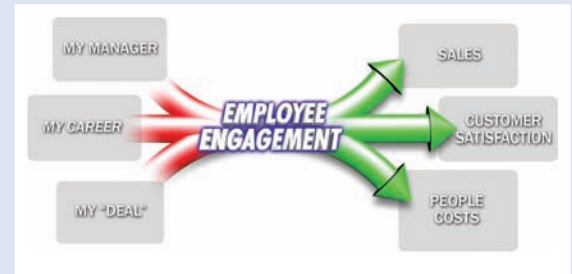 MY MANAGER
MY CAREER
MY "DEAL"
EMPLOYEE
ENGAGEMENT
SALES
CUSTOMER
SATISFACTION
PEOPLE
COSTS